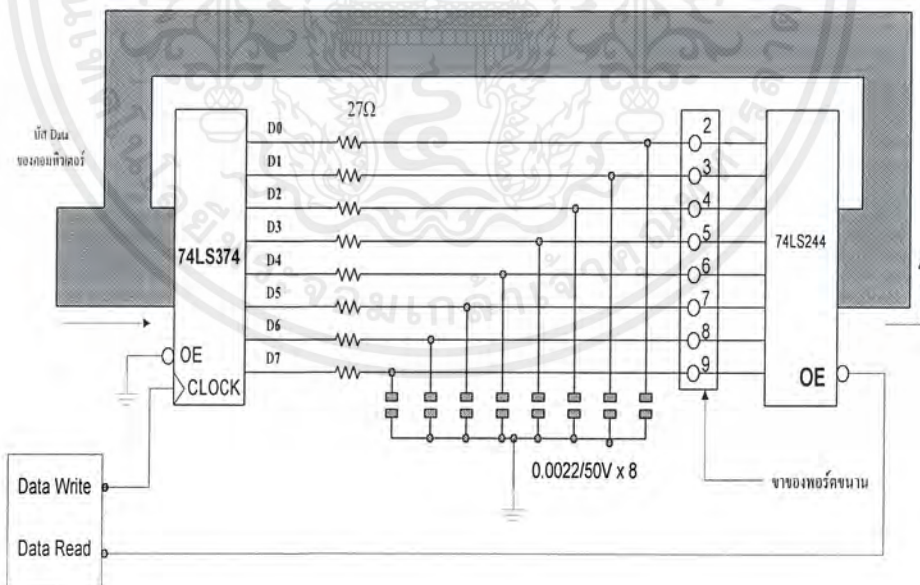 บัส Data
ของคอมพิวเตอร์
27Ω
D0
D1
D2
D3
D4
D5
D6
D7
74LS374
OE
CLOCK
2
3
4
5
6
7
8
9
74LS244
OE
0.0022/50V x 8
ขาของพอร์ตขนาน
Data Write
Data Read